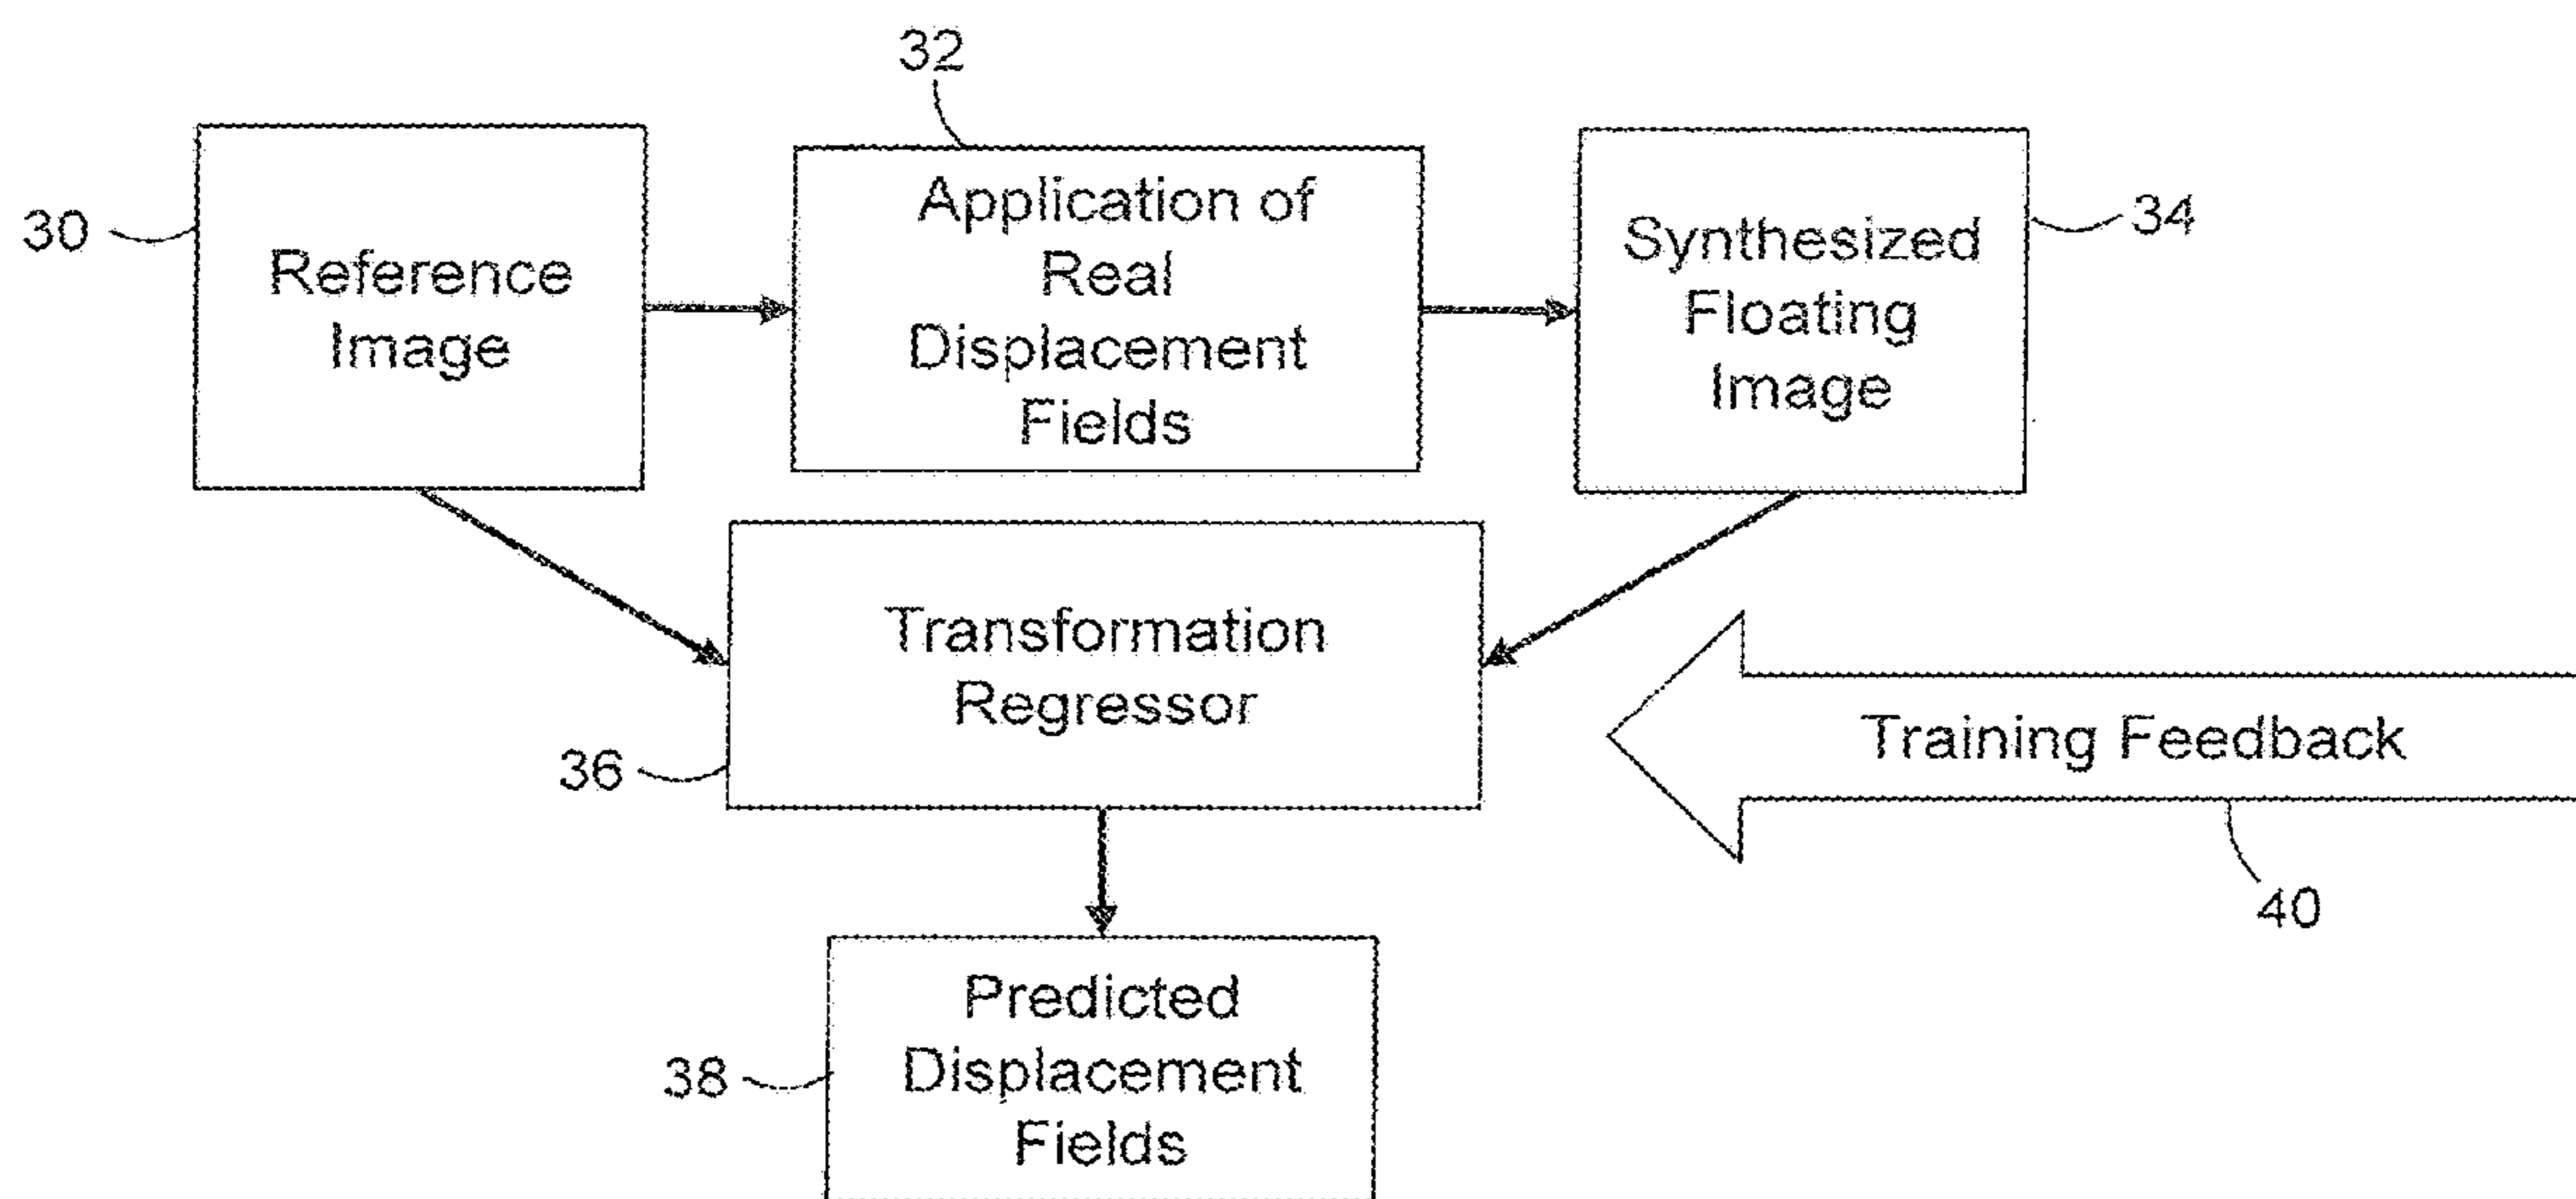 32
30
Reference
Image
Application of
Real
Displacement
Fields
Synthesized
Floating
Image
34
Transformation
Regressor
36
Training Feedback
40
Predicted
Displacement
Fields
38